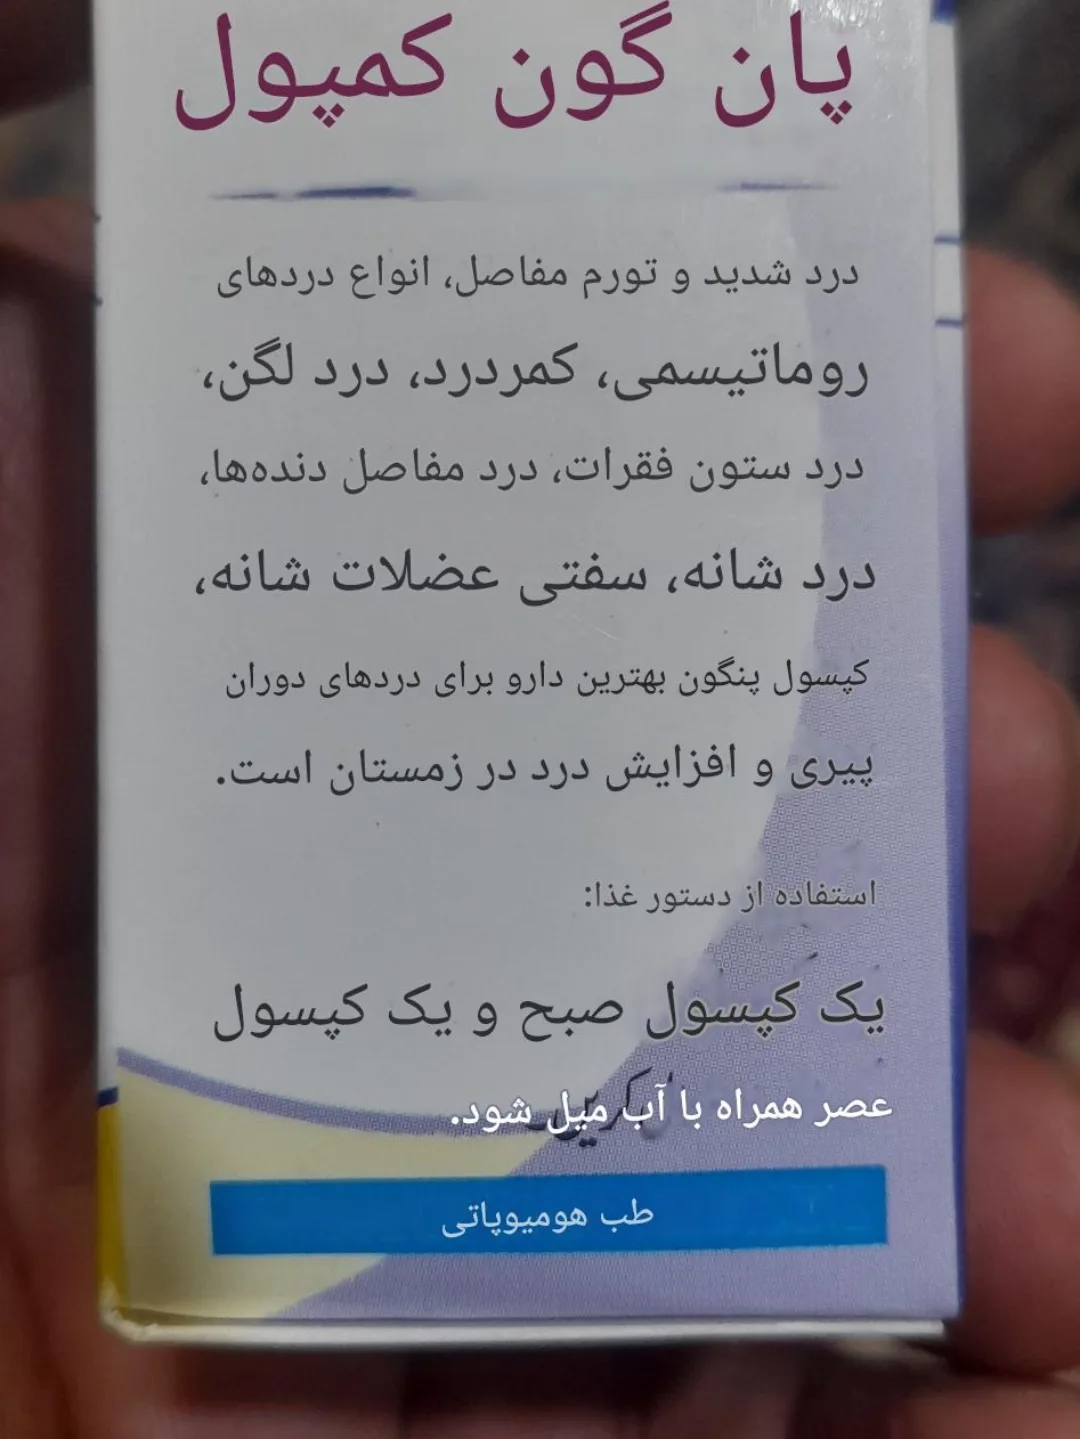 پان گون کمپول
درد شدید و تورم مفاصل، انواع دردهای
روماتیسمی، کمردرد، درد لگن،
درد ستون فقرات، درد مفاصل دنده‌ها،
درد شانه، سفتی عضلات شانه،
کپسول پنگون بهترین دارو برای دردهای دوران
پیری و افزایش درد در زمستان است.
استفاده از دستور غذا:
یک کپسول صبح و یک کپسول
عصر همراه با آب میل شود.
طب هومیوپاتی